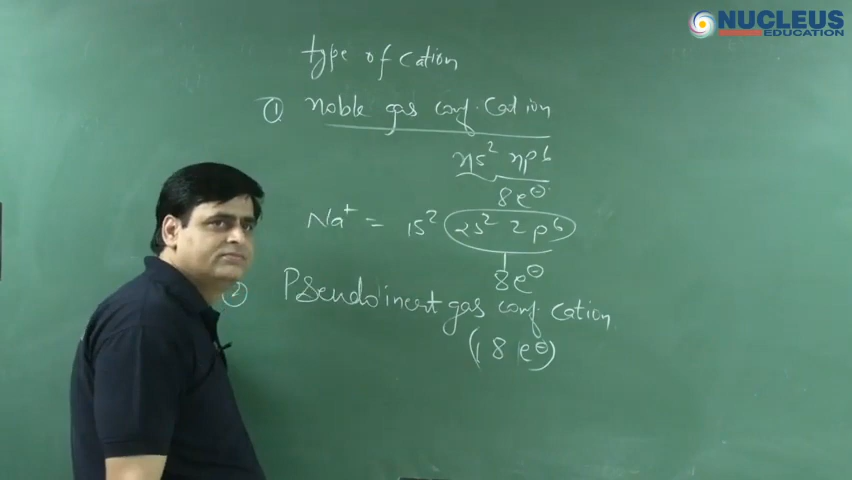 NUCLEUS
EDUCATION
type of cation
① noble gas conf. Cation
ns² np⁶
8e⊖
Na⁺ = 1s² 2s² 2p⁶
8e⊖
② Pseudo inert gas conf. cation
(18 e⊖)